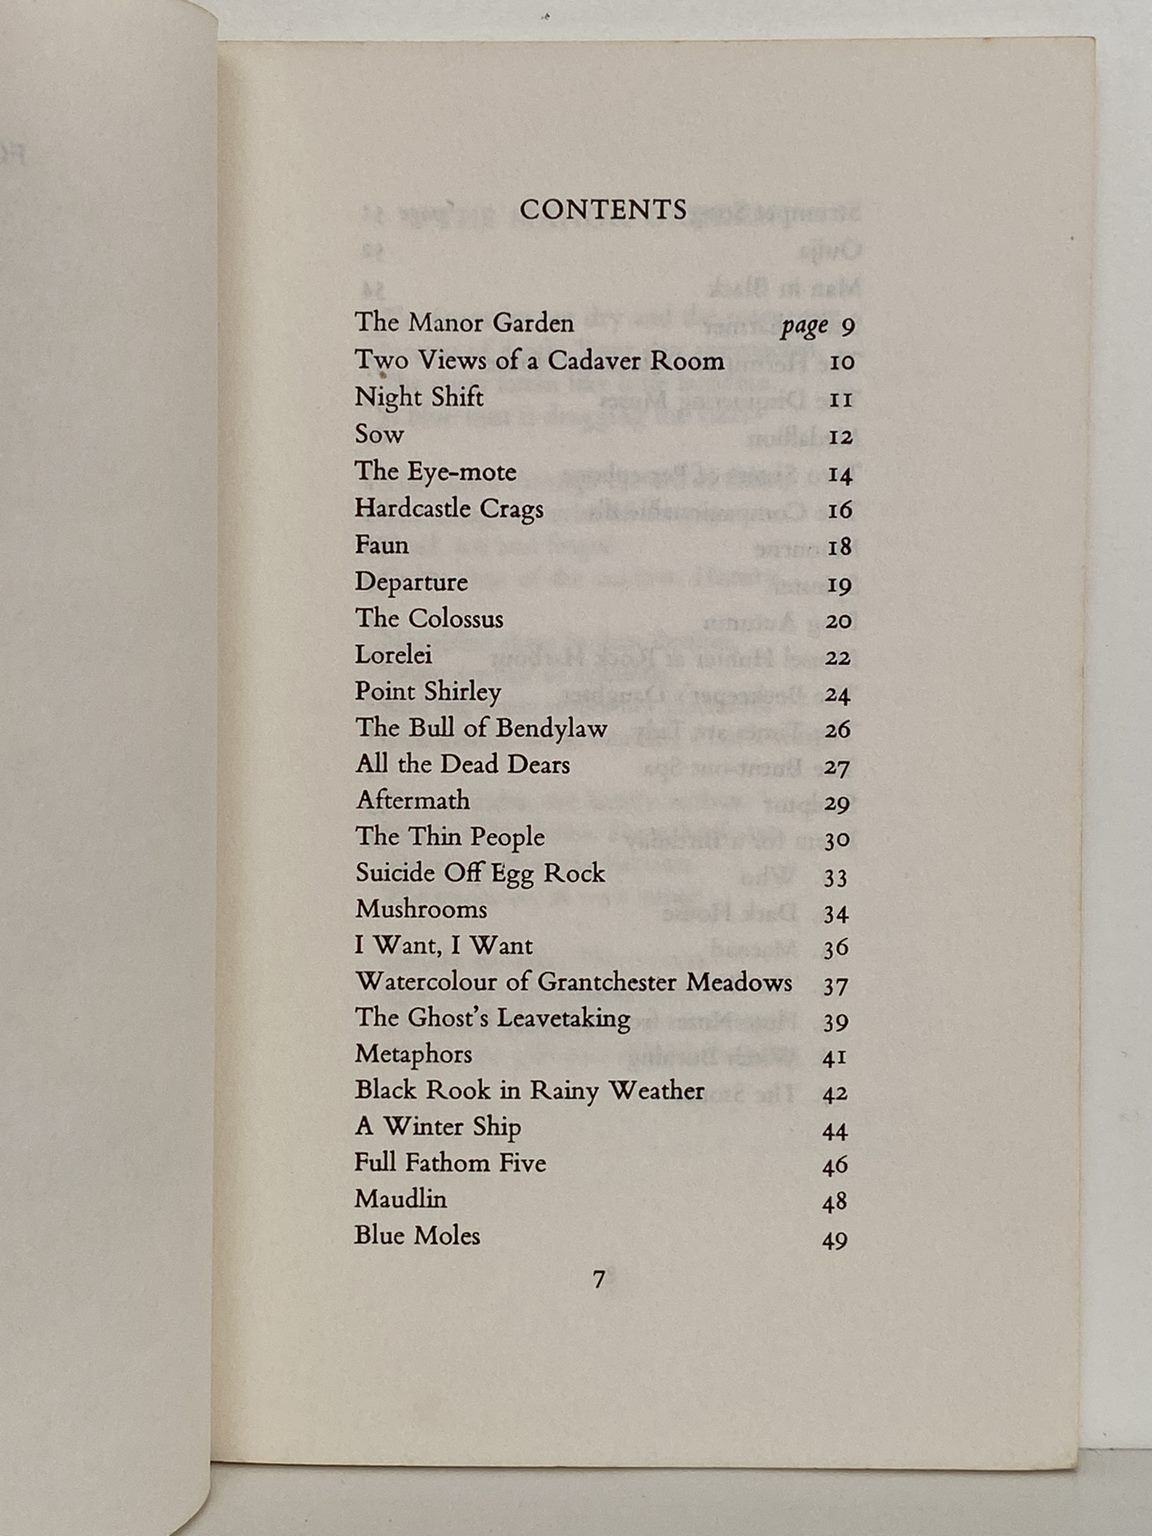 CONTENTS
The Manor Garden page 9
Two Views of a Cadaver Room 10
Night Shift 11
Sow 12
The Eye-mote 14
Hardcastle Crags 16
Faun 18
Departure 19
The Colossus 20
Lorelei 22
Point Shirley 24
The Bull of Bendylaw 26
All the Dead Dears 27
Aftermath 29
The Thin People 30
Suicide Off Egg Rock 33
Mushrooms 34
I Want, I Want 36
Watercolour of Grantchester Meadows 37
The Ghost's Leavetaking 39
Metaphors 41
Black Rook in Rainy Weather 42
A Winter Ship 44
Full Fathom Five 46
Maudlin 48
Blue Moles 49
7